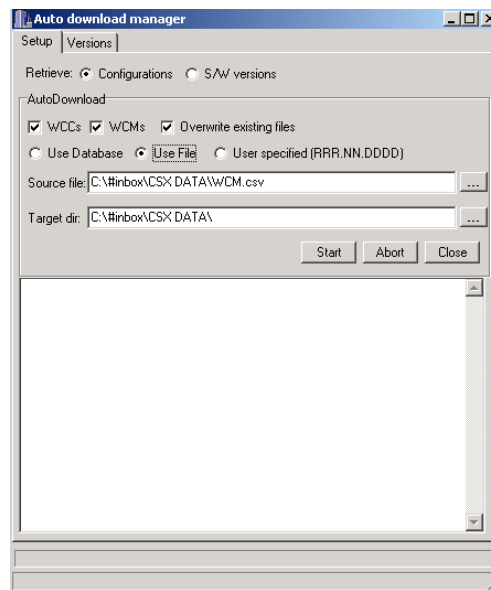 Auto download manager
Setup Versions
Retrieve: Configurations S/W versions
AutoDownload
WCCs WCMs Overwrite existing files
Use Database Use File User specified (RRR.NN.DDDD)
Source file: C:\#inbox\CSX DATA\WCM.csv ...
Target dir: C:\#inbox\CSX DATA\ ...
Start Abort Close